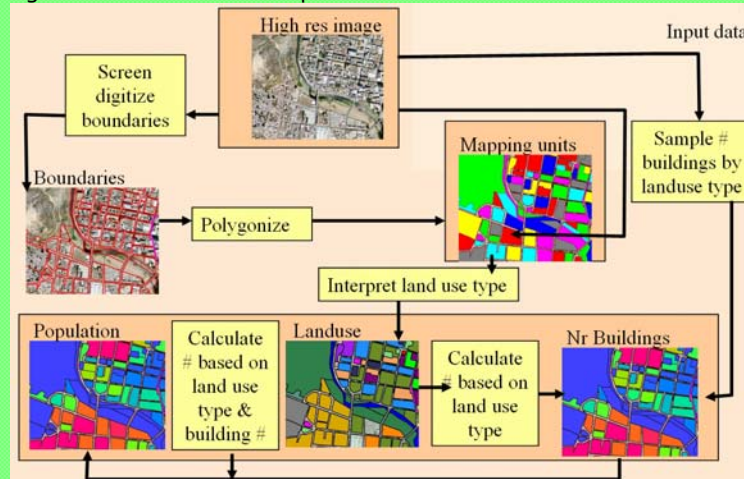 High res image
Input data
Screen
digitize
boundaries
Mapping units
Sample #
buildings by
landuse type
Boundaries
Polygonize
Interpret land use type
Population
Calculate
# based on
land use
type &
building #
Landuse
Calculate
# based on
land use
type
Nr Buildings